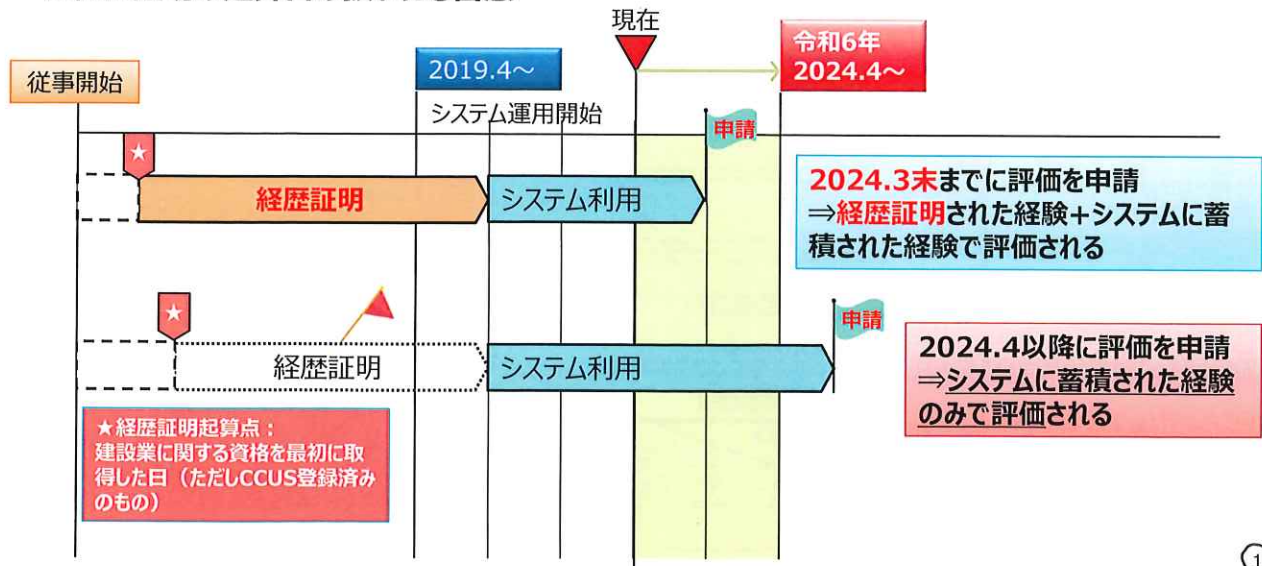 現在
従事開始
2019.4～
令和6年
2024.4～
システム運用開始
申請
経歴証明
システム利用
2024.3末までに評価を申請
⇒経歴証明された経験+システムに蓄
積された経験で評価される
経歴証明
システム利用
申請
2024.4以降に評価を申請
⇒システムに蓄積された経験
のみで評価される
★経歴証明起算点：
建設業に関する資格を最初に取
得した日（ただしCCUS登録済み
のもの）
1